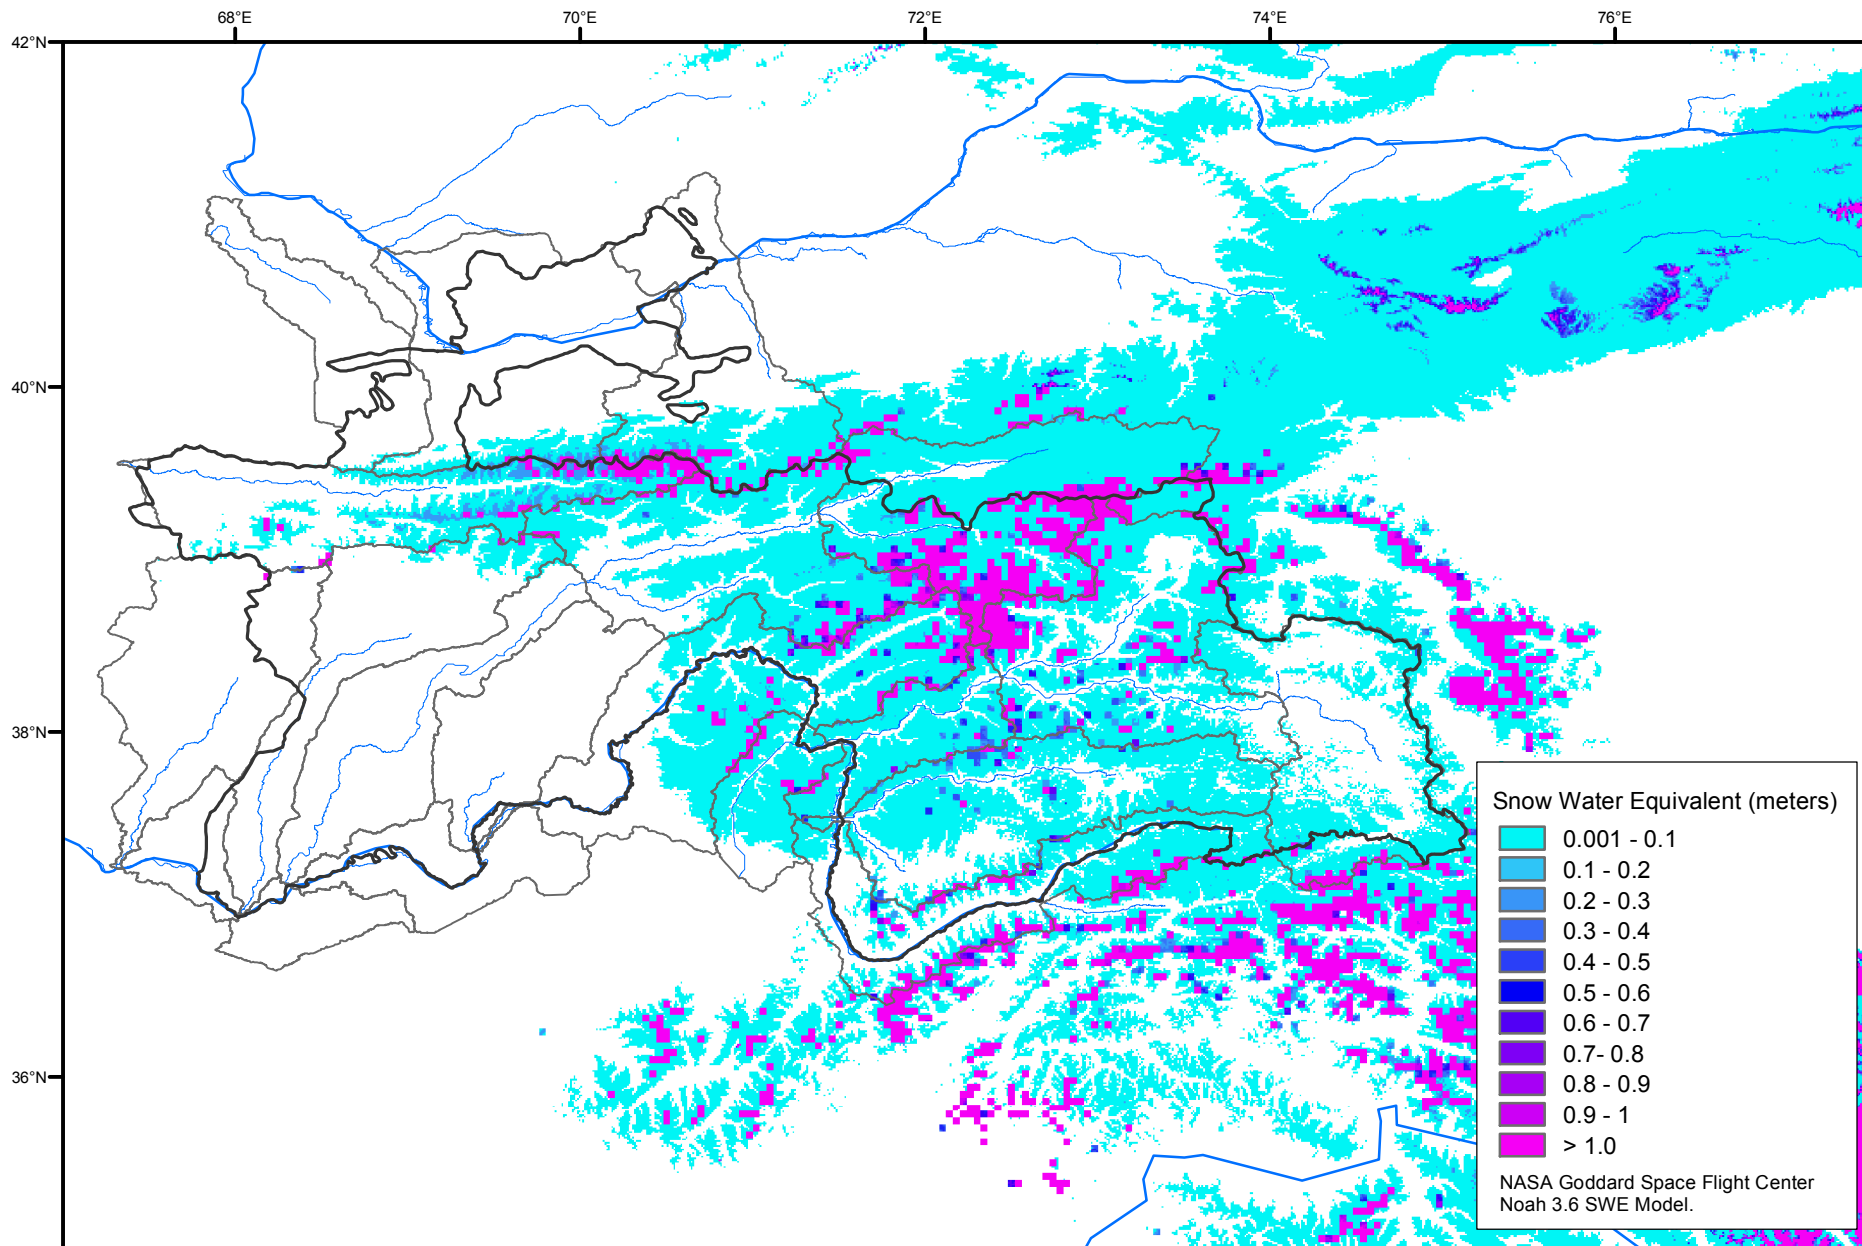 68°E
70°E
72°E
74°E
76°E
42°N
40°N
38°N
36°N
Snow Water Equivalent (meters)
0.001 - 0.1
0.1 - 0.2
0.2 - 0.3
0.3 - 0.4
0.4 - 0.5
0.5 - 0.6
0.6 - 0.7
0.7- 0.8
0.8 - 0.9
0.9 - 1
> 1.0
NASA Goddard Space Flight Center
Noah 3.6 SWE Model.